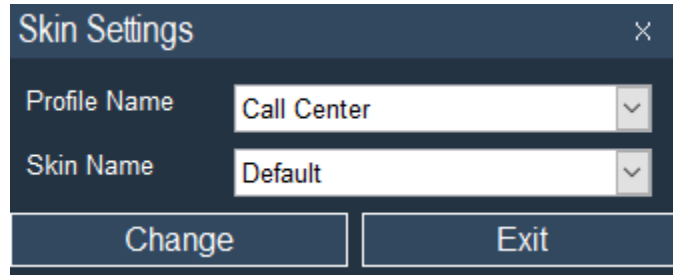 Skin Settings
Profile Name Call Center
Skin Name Default
Change Exit